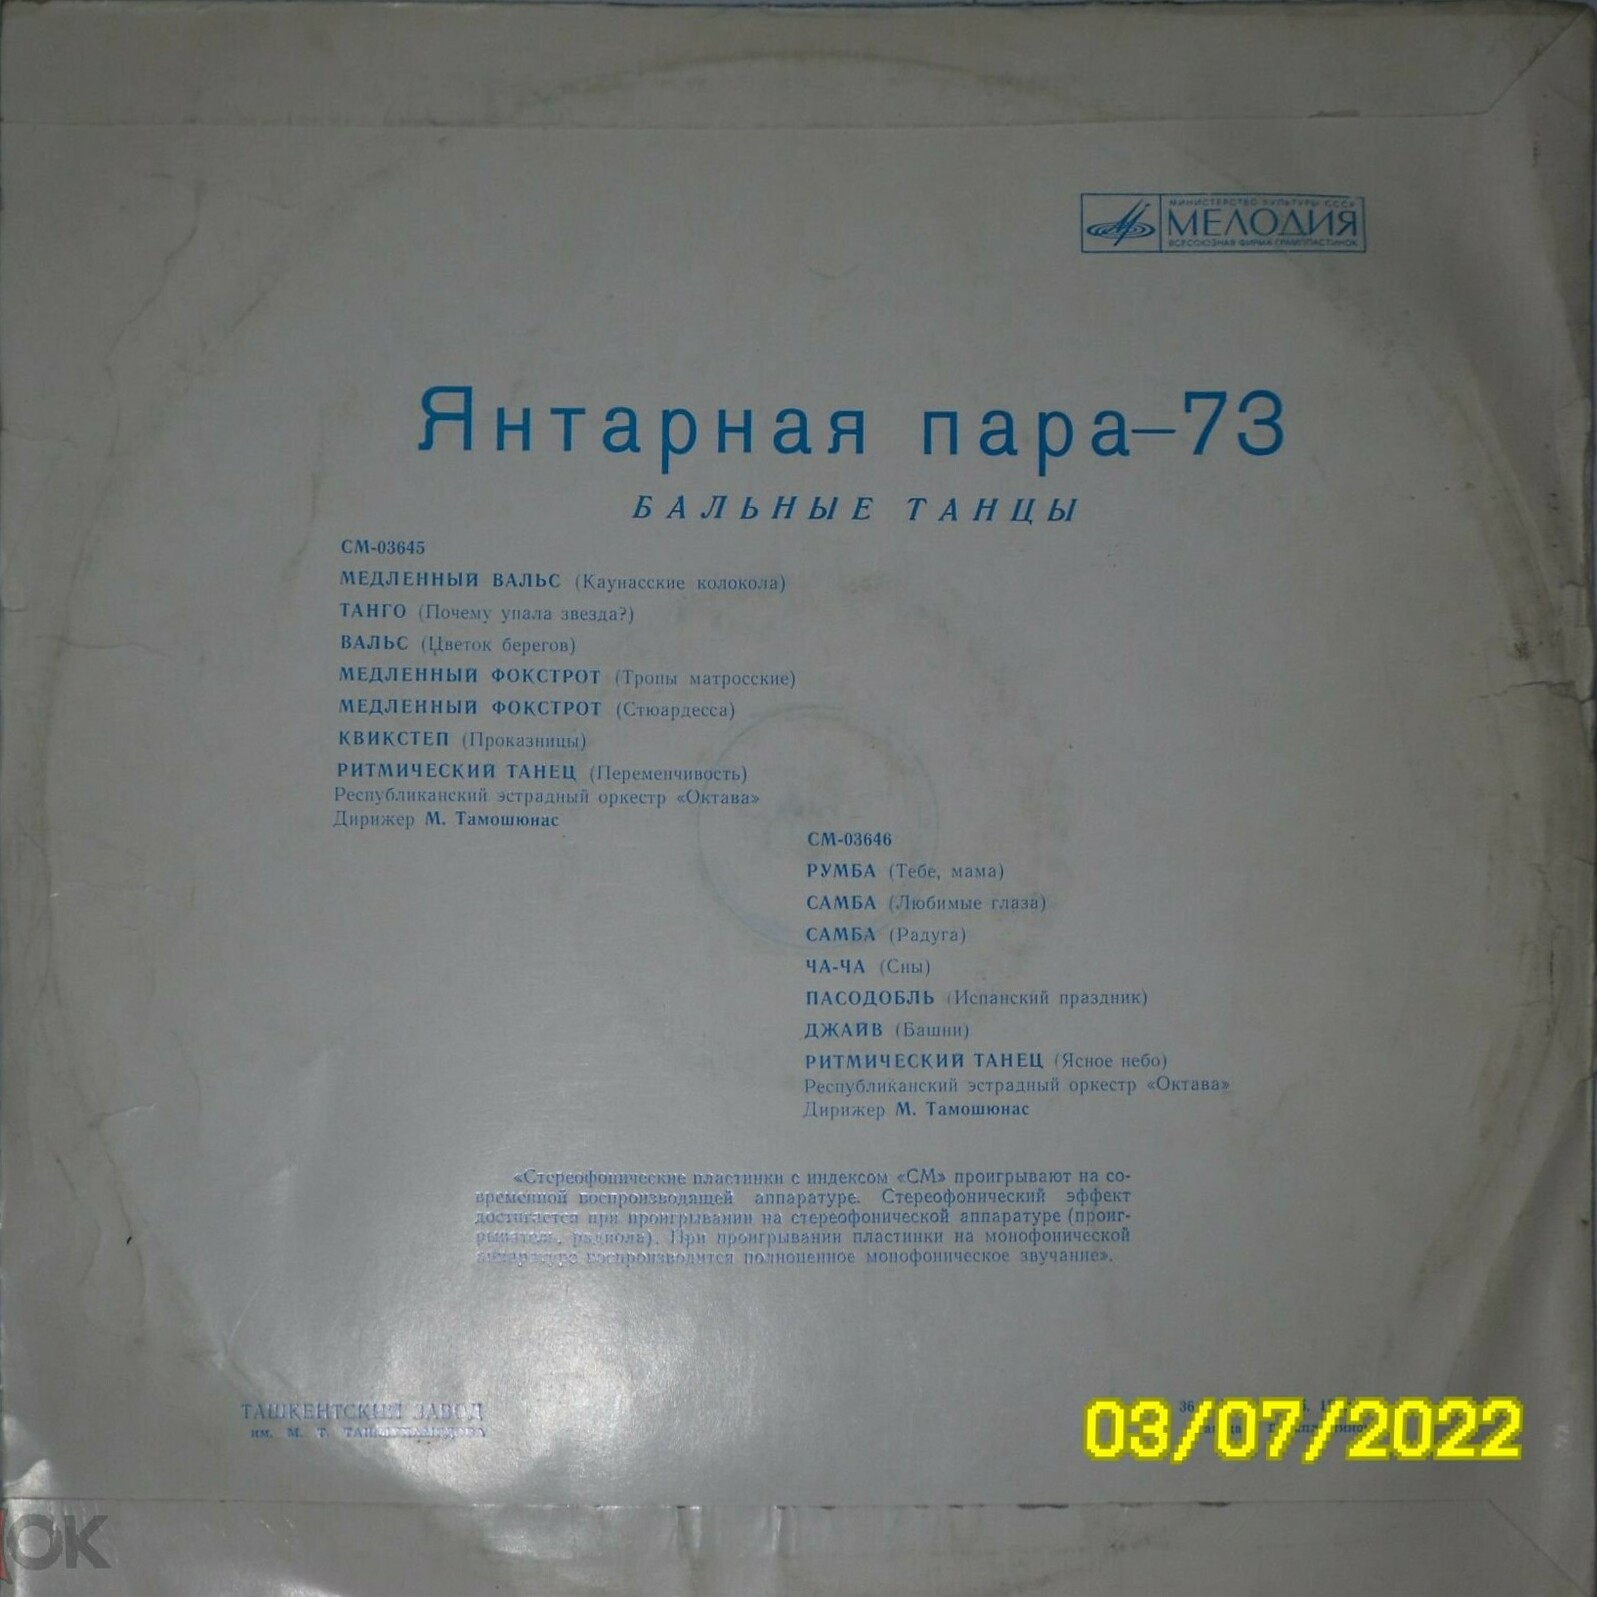 МИНИСТЕРСТВО КУЛЬТУРЫ СССР
МЕЛОДИЯ
ВСЕСОЮЗНАЯ ФИРМА ГРАМПЛАСТИНОК
Янтарная пара–73
БАЛЬНЫЕ ТАНЦЫ
СМ-03645
МЕДЛЕННЫЙ ВАЛЬС (Каунасские колокола)
ТАНГО (Почему упала звезда?)
ВАЛЬС (Цветок берегов)
МЕДЛЕННЫЙ ФОКСТРОТ (Тропы матросские)
МЕДЛЕННЫЙ ФОКСТРОТ (Стюардесса)
КВИКСТЕП (Проказницы)
РИТМИЧЕСКИЙ ТАНЕЦ (Переменчивость)
Республиканский эстрадный оркестр «Октава»
Дирижер М. Тамошюнас
СМ-03646
РУМБА (Тебе, мама)
САМБА (Любимые глаза)
САМБА (Радуга)
ЧА-ЧА (Сны)
ПАСОДОБЛЬ (Испанский праздник)
ДЖАЙВ (Башни)
РИТМИЧЕСКИЙ ТАНЕЦ (Ясное небо)
Республиканский эстрадный оркестр «Октава»
Дирижер М. Тамошюнас
«Стереофонические пластинки с индексом «СМ» проигрывают на со-
временной воспроизводящей аппаратуре. Стереофонический эффект
достигается при проигрывании на стереофонической аппаратуре (проиг-
рыватель, радиола). При проигрывании пластинки на монофонической
аппаратуре воспроизводится полноценное монофоническое звучание».
ТАШКЕНТСКИЙ ЗАВОД
им. М. Т. ТАШМУХАМЕДОВА
36
03/07/2022
ОК